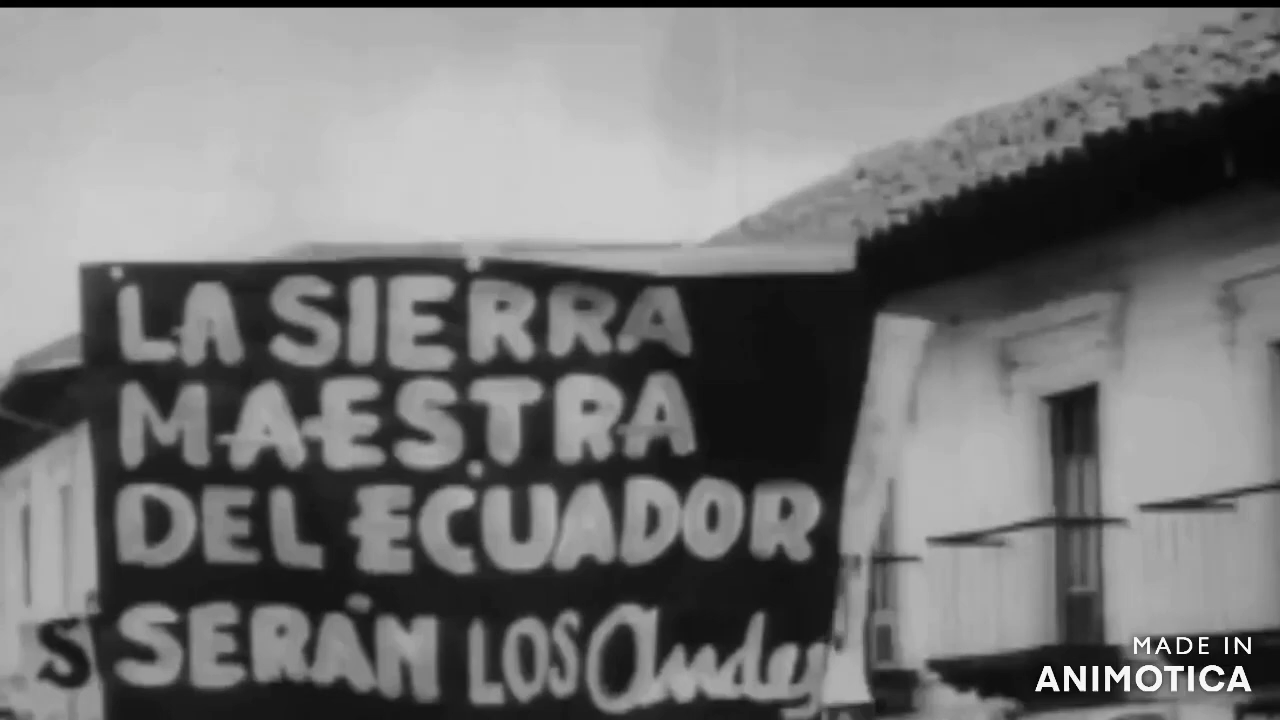 LA SIERRA
MAESTRA
DEL ECUADOR
S SERÁN LOS Andes
MADE IN
ANIMOTICA